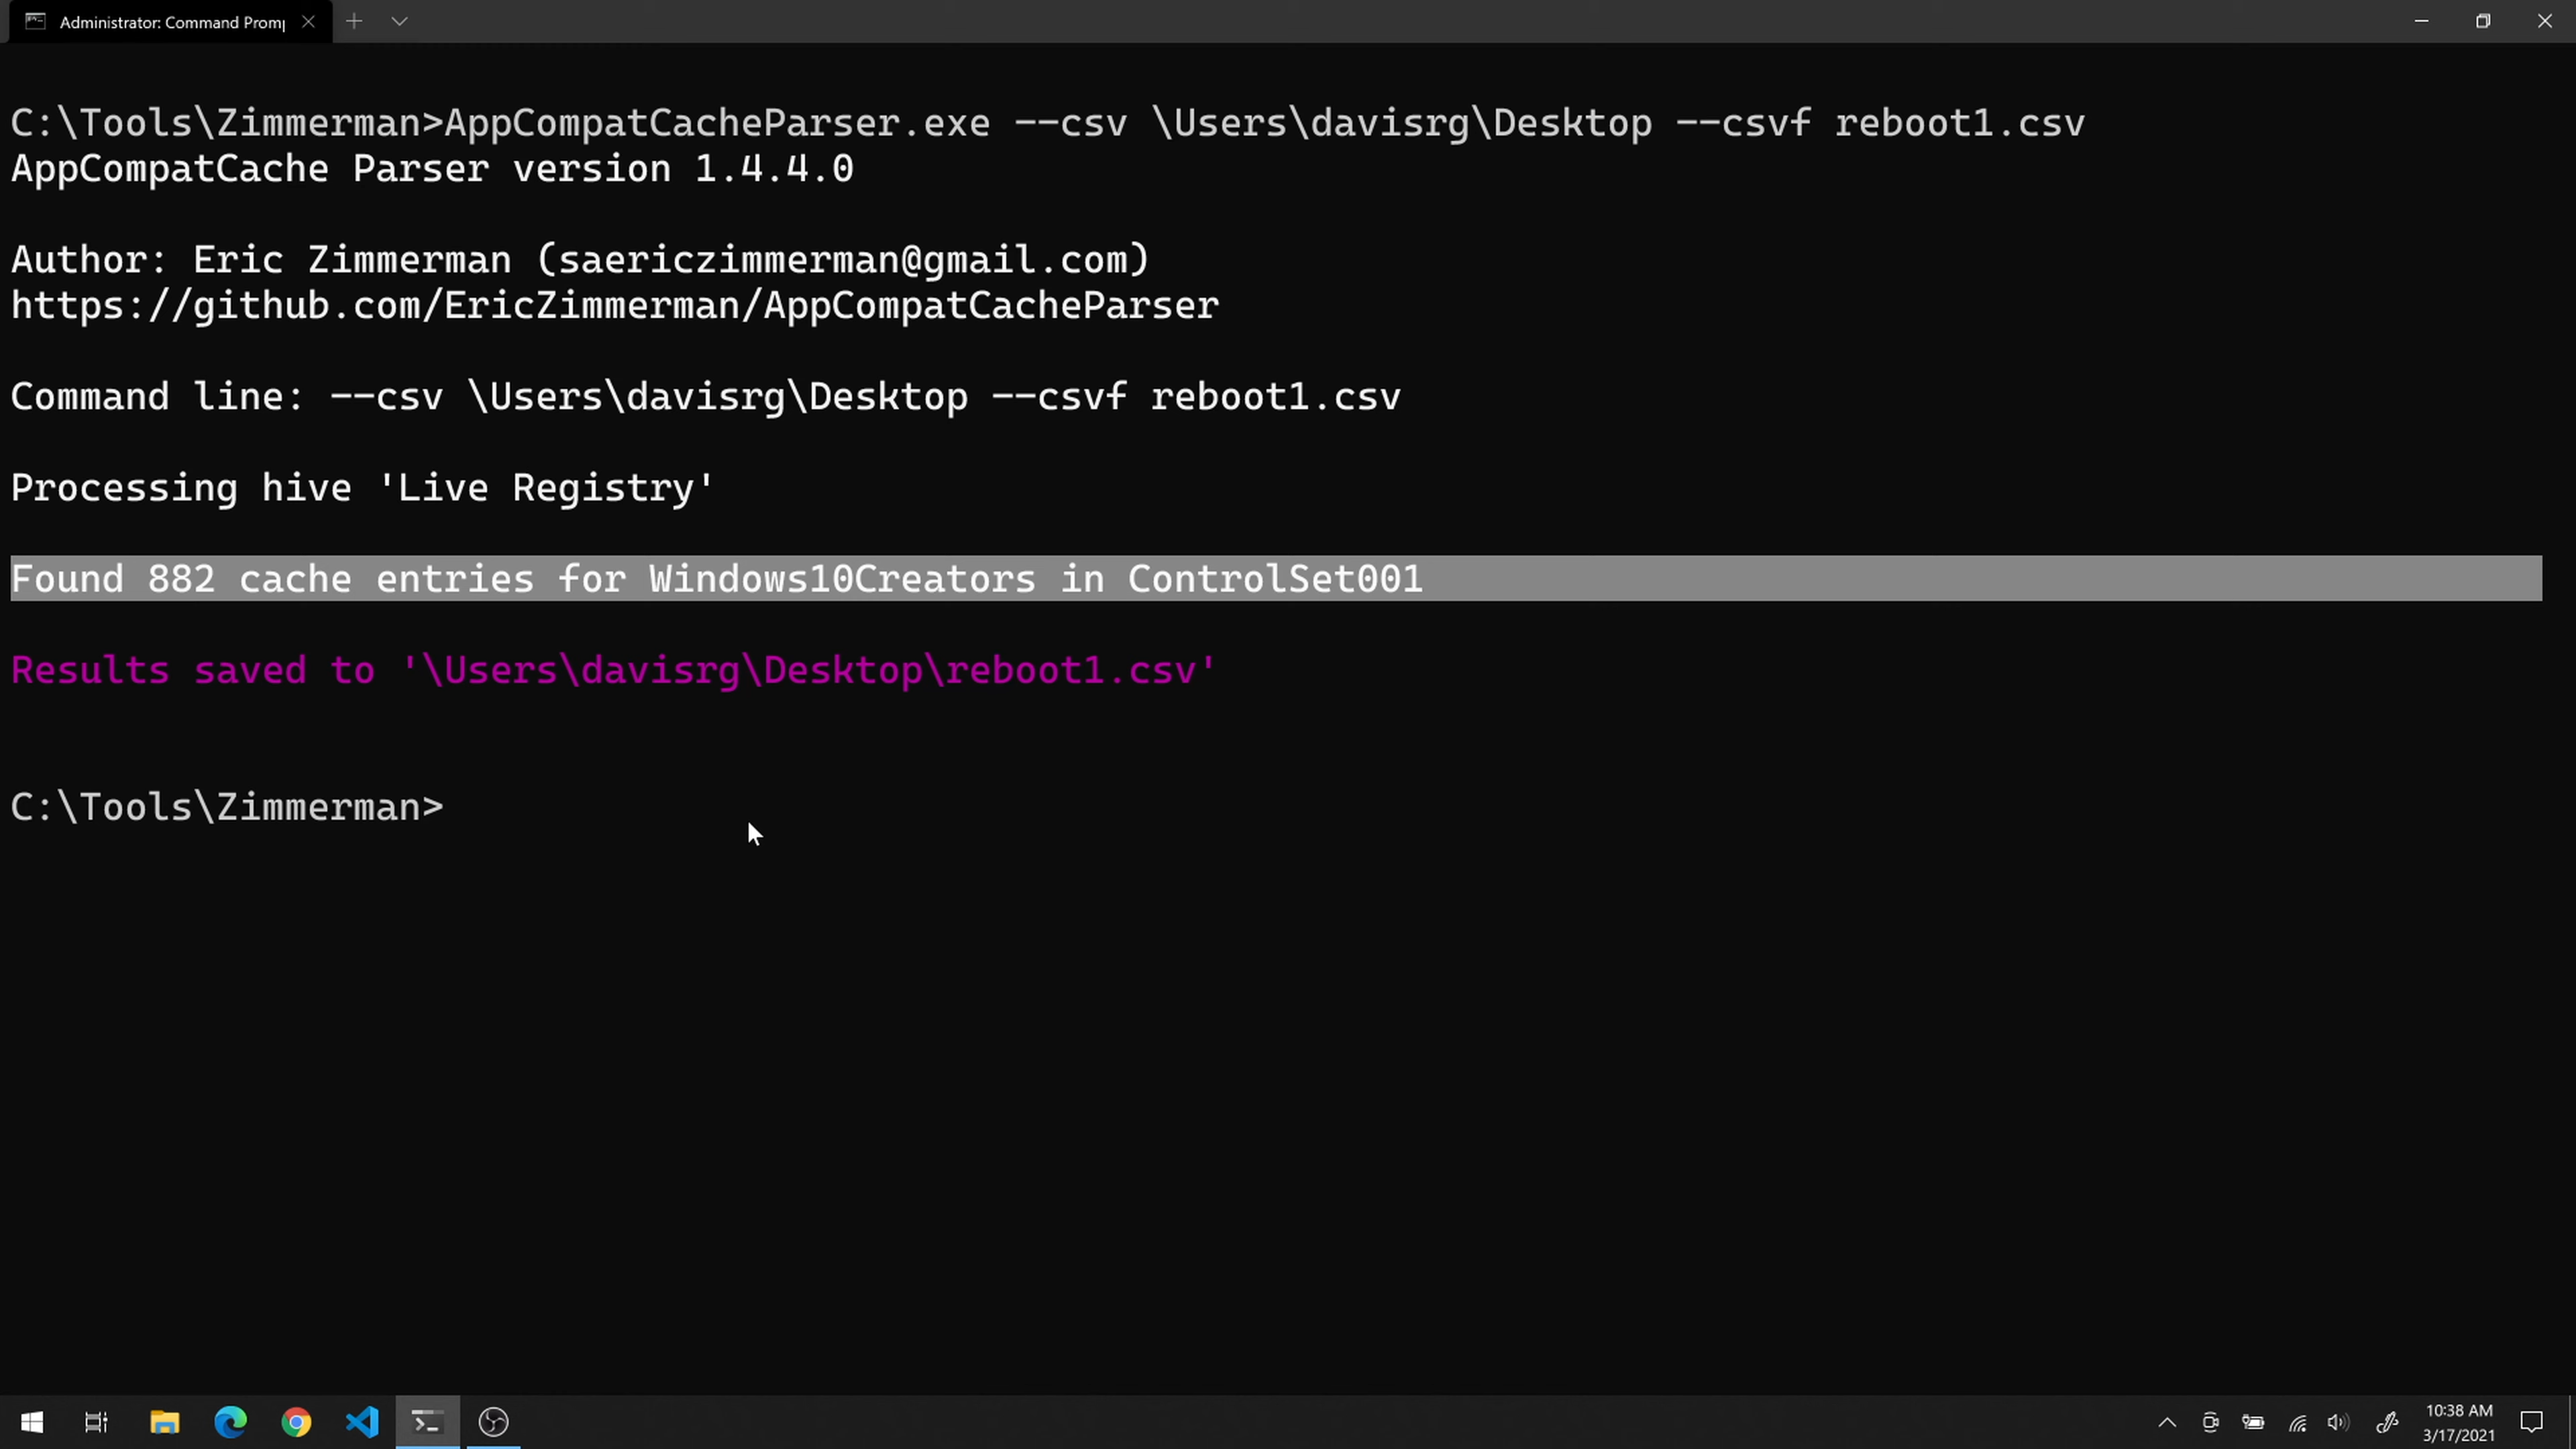 Administrator: Command Promp
C:\Tools\Zimmerman>AppCompatCacheParser.exe --csv \Users\davisrg\Desktop --csvf reboot1.csv
AppCompatCache Parser version 1.4.4.0
Author: Eric Zimmerman (saericzimmerman@gmail.com)
https://github.com/EricZimmerman/AppCompatCacheParser
Command line: --csv \Users\davisrg\Desktop --csvf reboot1.csv
Processing hive 'Live Registry'
Found 882 cache entries for Windows10Creators in ControlSet001
Results saved to '\Users\davisrg\Desktop\reboot1.csv'
C:\Tools\Zimmerman>
10:38 AM
3/17/2021